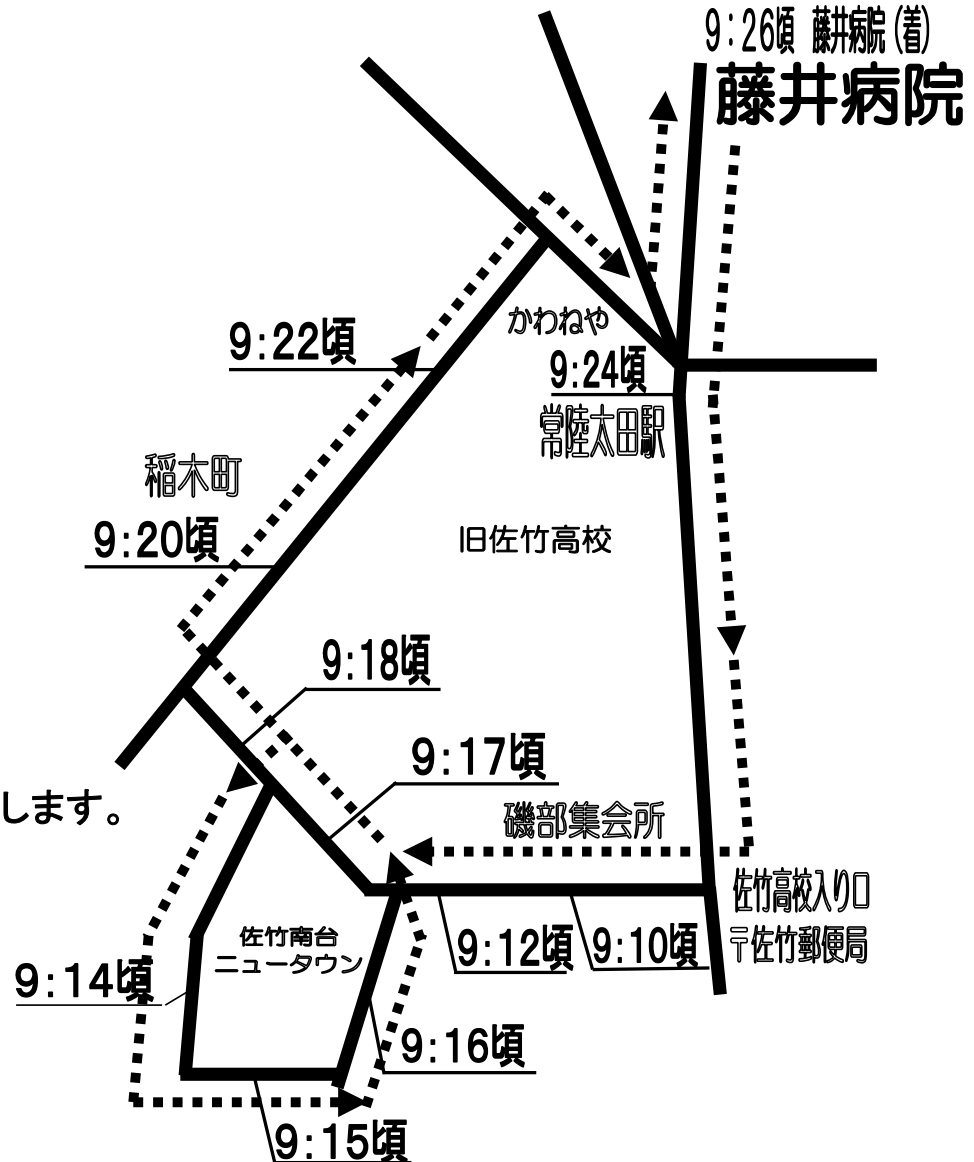 9:26頃 藤井病院(着)
藤井病院
9:22頃
かわねや
9:24頃
常陸太田駅
稲木町
9:20頃
旧佐竹高校
9:18頃
9:17頃
します。
磯部集会所
佐竹高校入り口
〒佐竹郵便局
佐竹南台
ニュータウン
9:12頃
9:10頃
9:14頃
9:16頃
9:15頃